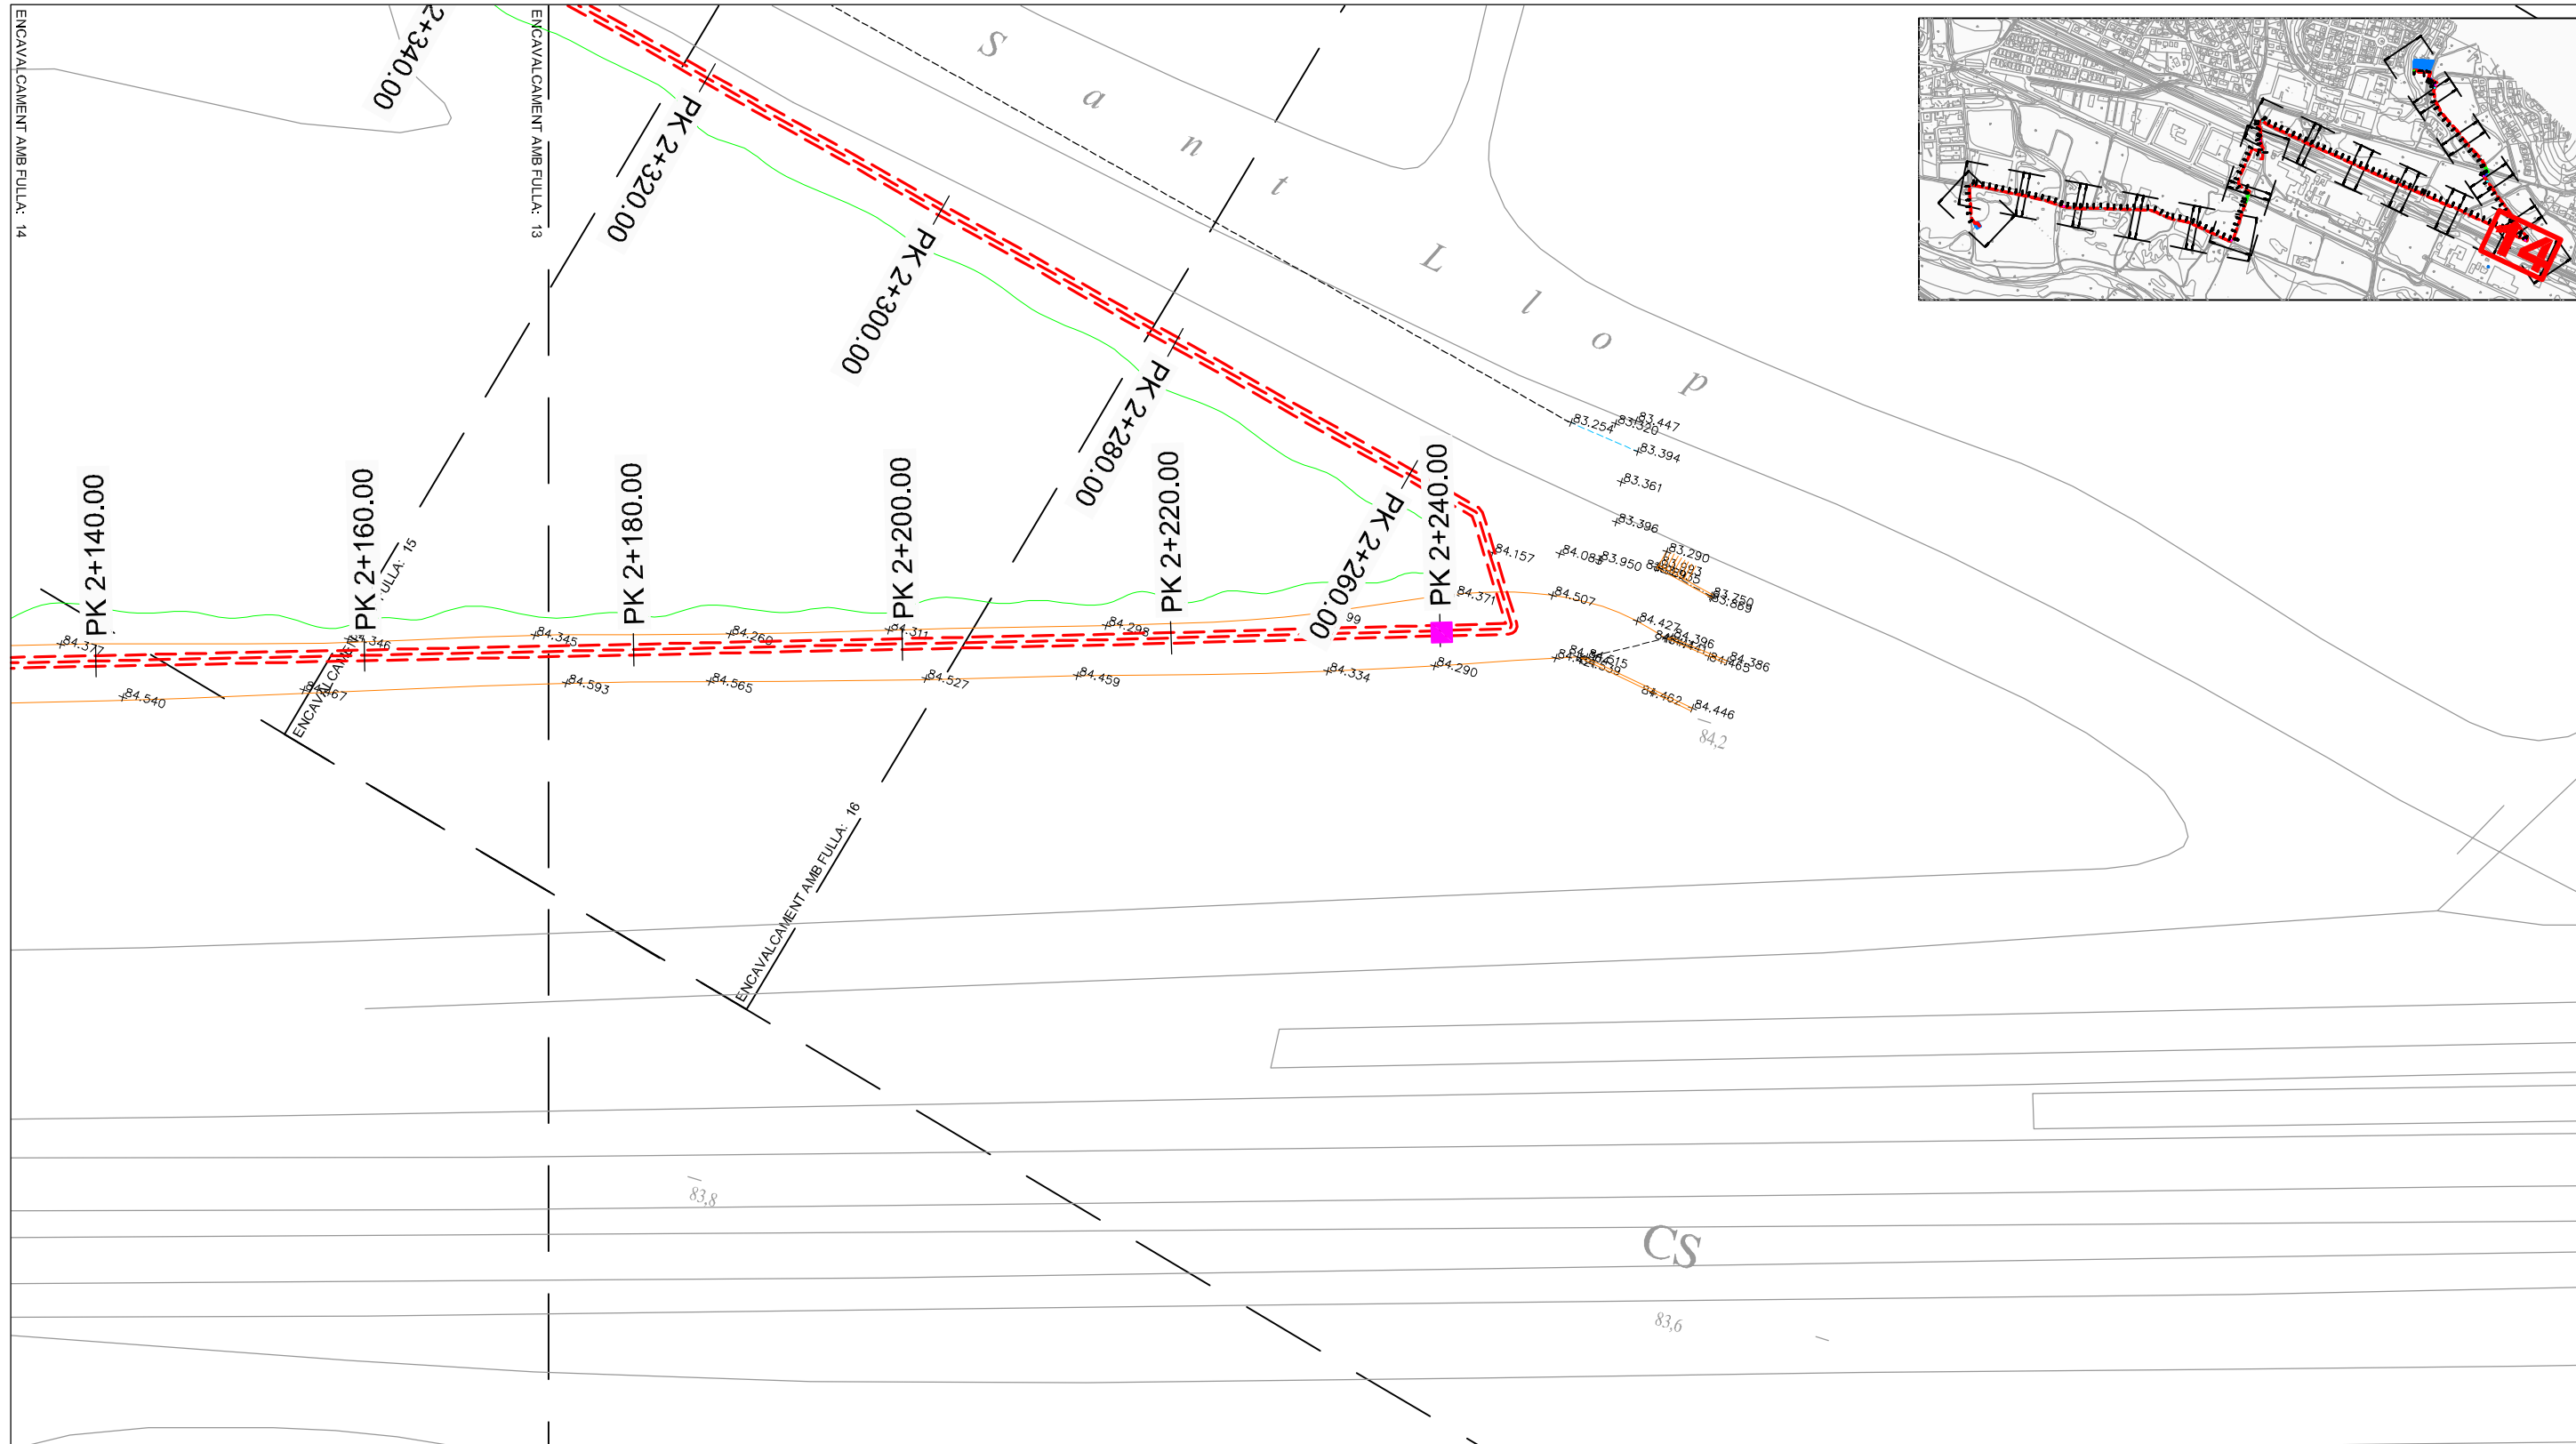 ENCAVALCAMENT AMB FULLA: 14
ENCAVALCAMENT AMB FULLA: 13
2+340.00
PK 2+320.00
PK 2+300.00
PK 2+280.00
PK 2+260.00
Sant Llop
14
PK 2+140.00
PK 2+160.00
PK 2+180.00
PK 2+200.00
PK 2+220.00
PK 2+240.00
83.254
83.320
83.447
83.394
83.361
83.396
83.290
84.157
84.083
83.950
83.750
83.869
84.371
84.507
84.427
84.396
84.386
84.465
84.377
84.346
84.345
84.260
84.311
84.298
99
84.540
84.593
84.565
84.527
84.459
84.334
84.290
84.462
84.446
84,2
ENCAVALCAMENT AMB FULLA: 16
83,8
CS
83,6